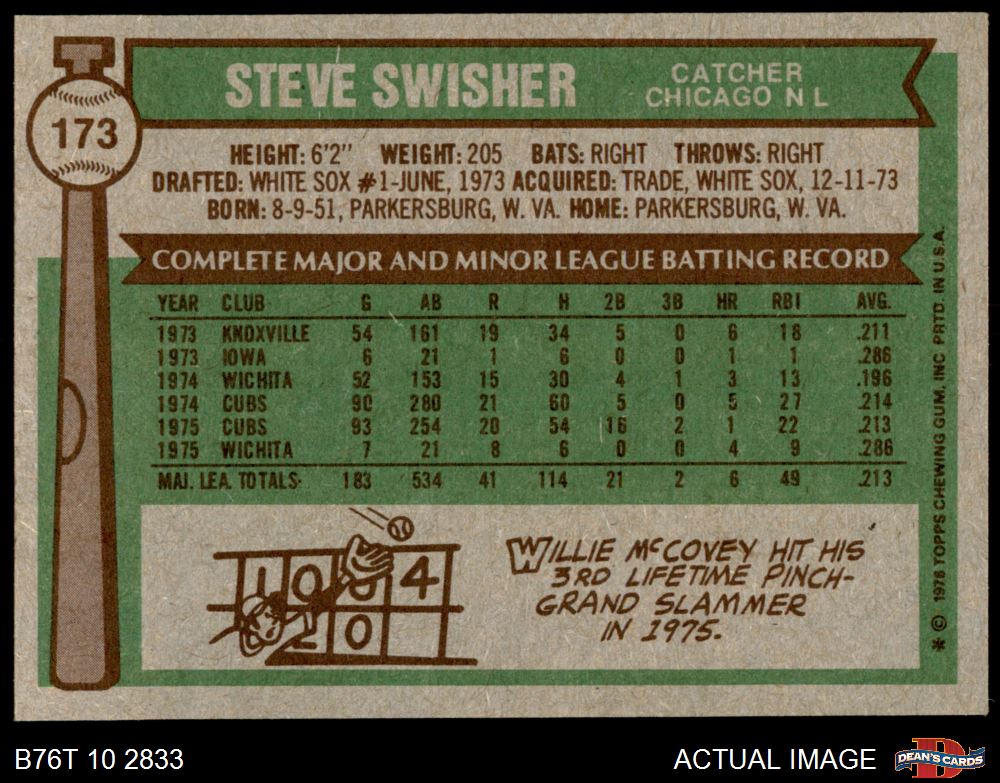 173
STEVE SWISHER
CATCHER
CHICAGO N L
HEIGHT: 6'2" WEIGHT: 205 BATS: RIGHT THROWS: RIGHT
DRAFTED: WHITE SOX #1-JUNE, 1973 ACQUIRED: TRADE, WHITE SOX, 12-11-73
BORN: 8-9-51, PARKERSBURG, W. VA. HOME: PARKERSBURG, W. VA.
COMPLETE MAJOR AND MINOR LEAGUE BATTING RECORD
YEAR CLUB G AB R H 2B 3B HR RBI AVG.
1973 KNOXVILLE 54 161 19 34 5 0 6 18 .211
1973 IOWA 6 21 1 6 0 0 1 1 .286
1974 WICHITA 52 153 15 30 4 1 3 13 .196
1974 CUBS 90 280 21 60 5 0 5 27 .214
1975 CUBS 93 254 20 54 16 2 1 22 .213
1975 WICHITA 7 21 8 6 0 0 4 9 .286
MAJ. LEA. TOTALS 183 534 41 114 21 2 6 49 .213
1 0 0 4
2 0
WILLIE McCOVEY HIT HIS
3RD LIFETIME PINCH-
GRAND SLAMMER
IN 1975.
* © 1976 TOPPS CHEWING GUM, INC. PRTD. IN U.S.A.
B76T 10 2833
ACTUAL IMAGE
DEAN'S CARDS